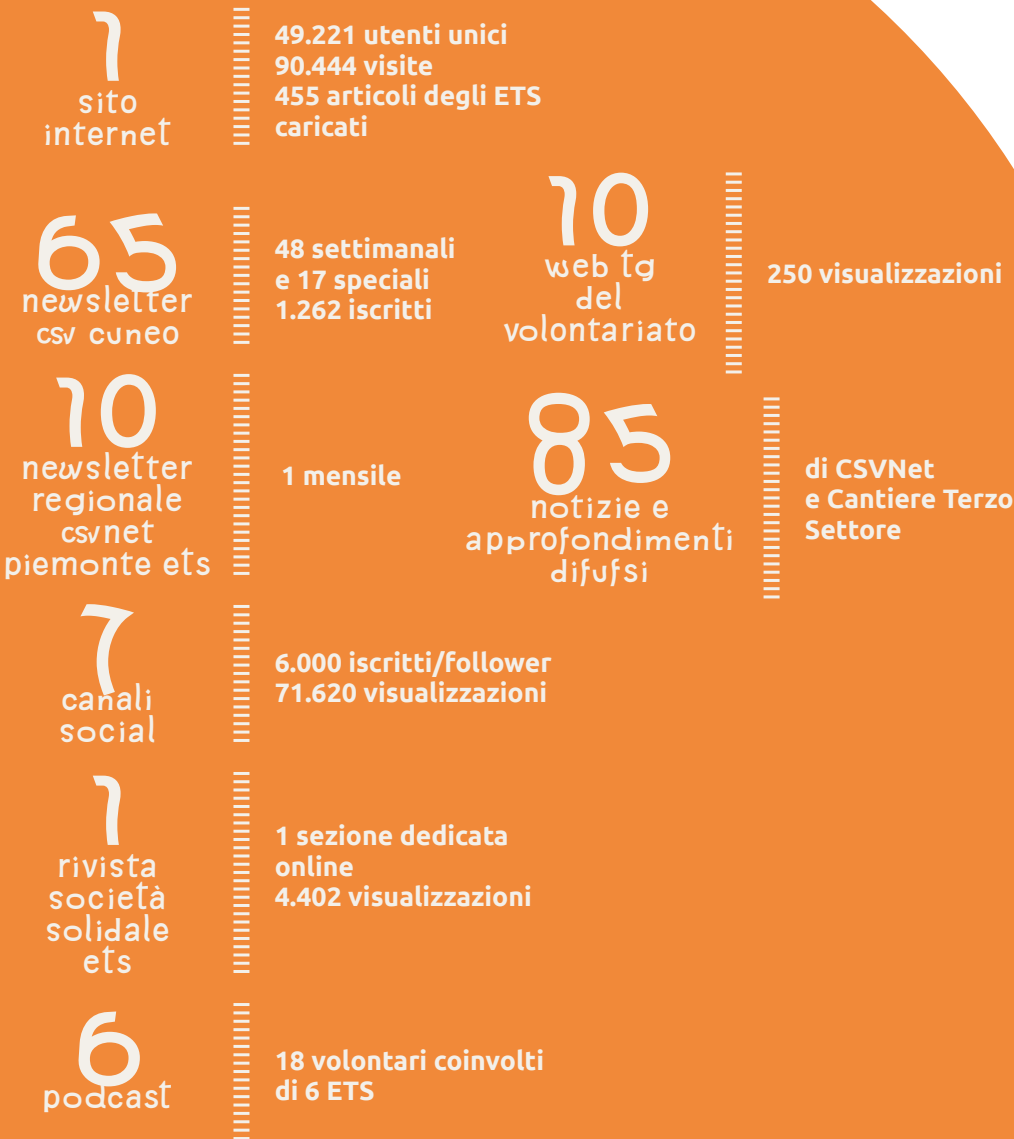 1
sito
internet
49.221 utenti unici
90.444 visite
455 articoli degli ETS
caricati
65
newsletter
csv cuneo
48 settimanali
e 17 speciali
1.262 iscritti
10
web tg
del
volontariato
250 visualizzazioni
10
newsletter
regionale
csvnet
piemonte ets
1 mensile
85
notizie e
approfondimenti
difufsi
di CSVNet
e Cantiere Terzo
Settore
7
canali
social
6.000 iscritti/follower
71.620 visualizzazioni
1
rivista
società
solidale
ets
1 sezione dedicata
online
4.402 visualizzazioni
6
podcast
18 volontari coinvolti
di 6 ETS